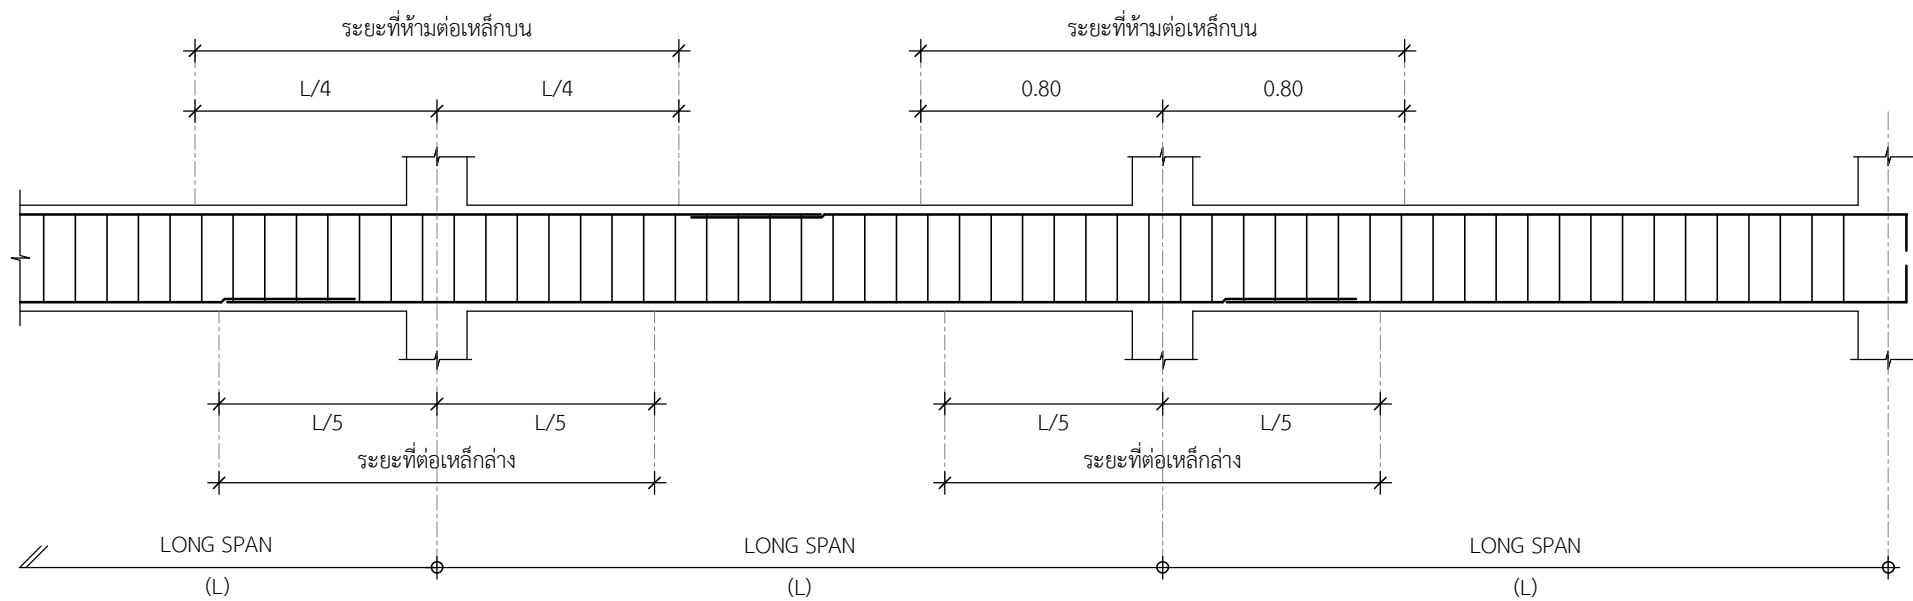 ระยะที่ห้ามต่อเหล็กบน ระยะที่ห้ามต่อเหล็กบน
L/4 L/4 0.80 0.80
L/5 L/5 L/5 L/5
ระยะที่ต่อเหล็กล่าง ระยะที่ต่อเหล็กล่าง
LONG SPAN LONG SPAN LONG SPAN
(L) (L) (L)